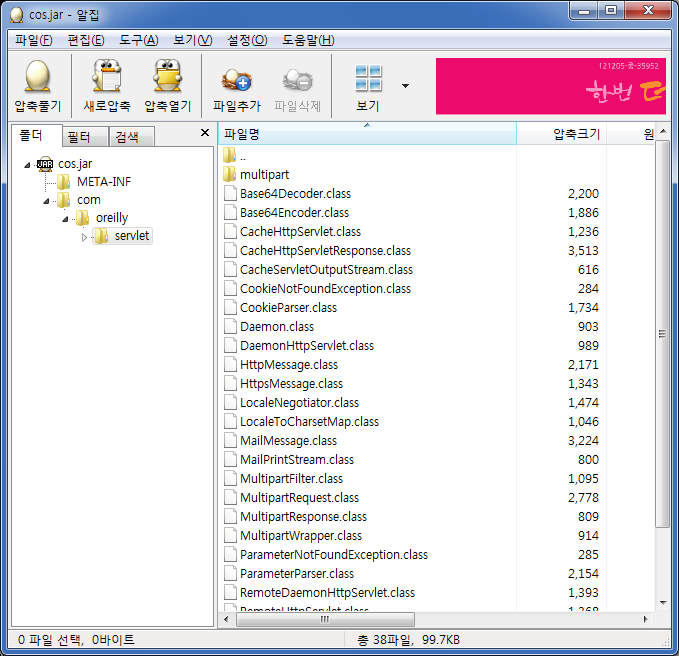 cos.jar - 알집
파일(F) 편집(E) 도구(A) 보기(V) 설정(O) 도움말(H)
압축풀기 새로압축 압축열기 파일추가 파일삭제 보기
121205-중-35952
한번
폴더 필터 검색
cos.jar
META-INF
com
oreilly
servlet
파일명 압축크기 원
..
multipart
Base64Decoder.class 2,200
Base64Encoder.class 1,886
CacheHttpServlet.class 1,236
CacheHttpServletResponse.class 3,513
CacheServletOutputStream.class 616
CookieNotFoundException.class 284
CookieParser.class 1,734
Daemon.class 903
DaemonHttpServlet.class 989
HttpMessage.class 2,171
HttpsMessage.class 1,343
LocaleNegotiator.class 1,474
LocaleToCharsetMap.class 1,046
MailMessage.class 3,224
MailPrintStream.class 800
MultipartFilter.class 1,095
MultipartRequest.class 2,778
MultipartResponse.class 809
MultipartWrapper.class 914
ParameterNotFoundException.class 285
ParameterParser.class 2,154
RemoteDaemonHttpServlet.class 1,393
RemoteHttpServlet.class 1,368
0 파일 선택, 0바이트 총 38파일, 99.7KB